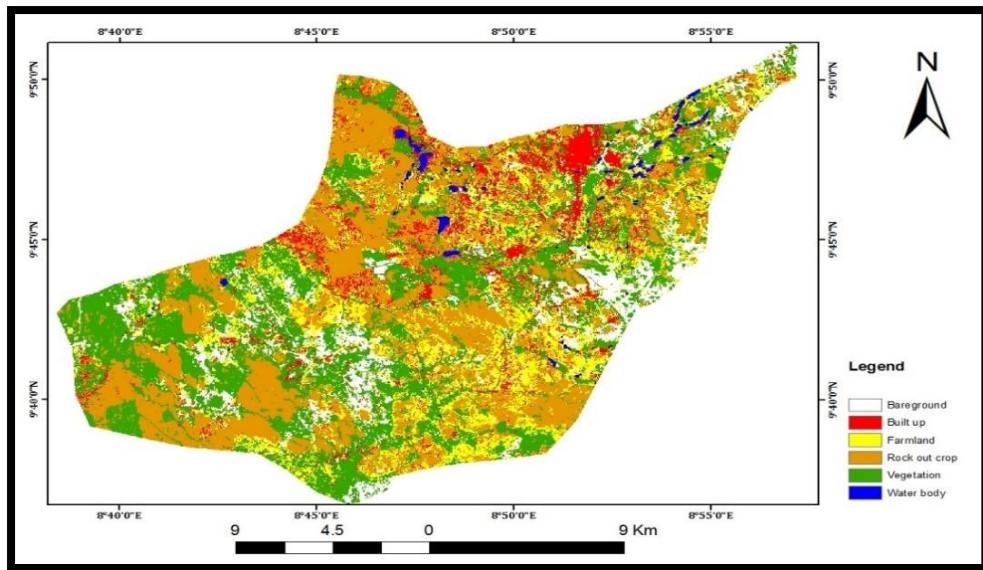 8°40'0"E 8°45'0"E 8°50'0"E 8°55'0"E
9°50'0"N 9°50'0"N
N
9°45'0"N 9°45'0"N
9°40'0"N 9°40'0"N
Legend
Bareground
Built up
Farmland
Rock out crop
Vegetation
Water body
8°40'0"E 8°45'0"E 8°50'0"E 8°55'0"E
9 4.5 0 9 Km